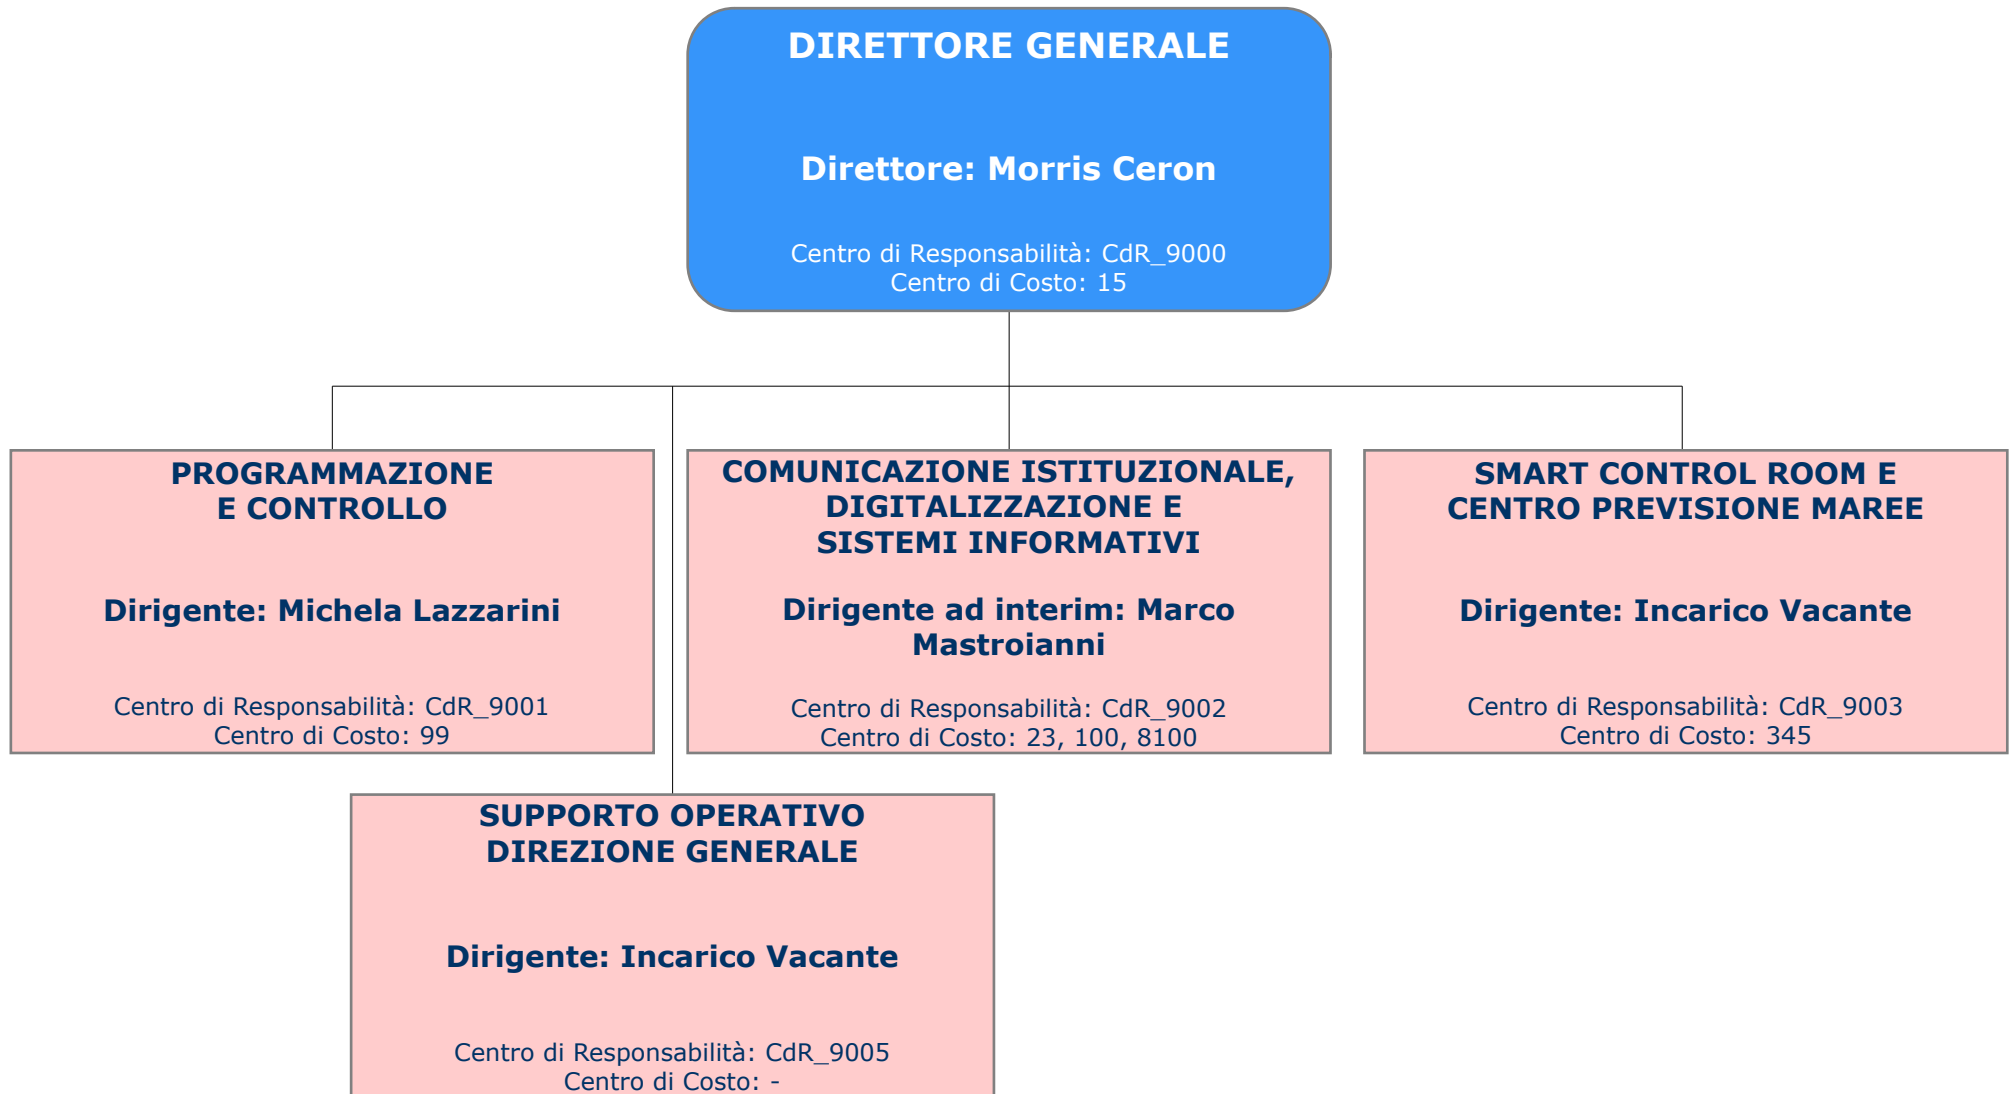 DIRETTORE GENERALE
Direttore: Morris Ceron
Centro di Responsabilità: CdR_9000
Centro di Costo: 15
PROGRAMMAZIONE
E CONTROLLO
Dirigente: Michela Lazzarini
Centro di Responsabilità: CdR_9001
Centro di Costo: 99
COMUNICAZIONE ISTITUZIONALE,
DIGITALIZZAZIONE E
SISTEMI INFORMATIVI
Dirigente ad interim: Marco
Mastroianni
Centro di Responsabilità: CdR_9002
Centro di Costo: 23, 100, 8100
SMART CONTROL ROOM E
CENTRO PREVISIONE MAREE
Dirigente: Incarico Vacante
Centro di Responsabilità: CdR_9003
Centro di Costo: 345
SUPPORTO OPERATIVO
DIREZIONE GENERALE
Dirigente: Incarico Vacante
Centro di Responsabilità: CdR_9005
Centro di Costo: -